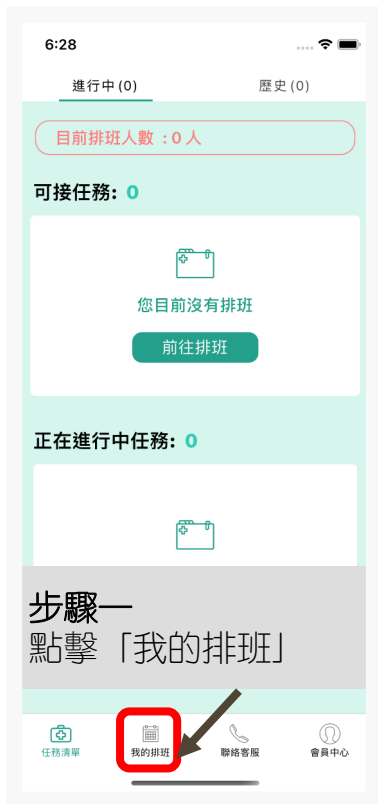 6:28
進行中 (0) 歷史 (0)
目前排班人數 : 0 人
可接任務: 0
您目前沒有排班
前往排班
正在進行中任務: 0
步驟一
點擊「我的排班」
任務清單 我的排班 聯絡客服 會員中心